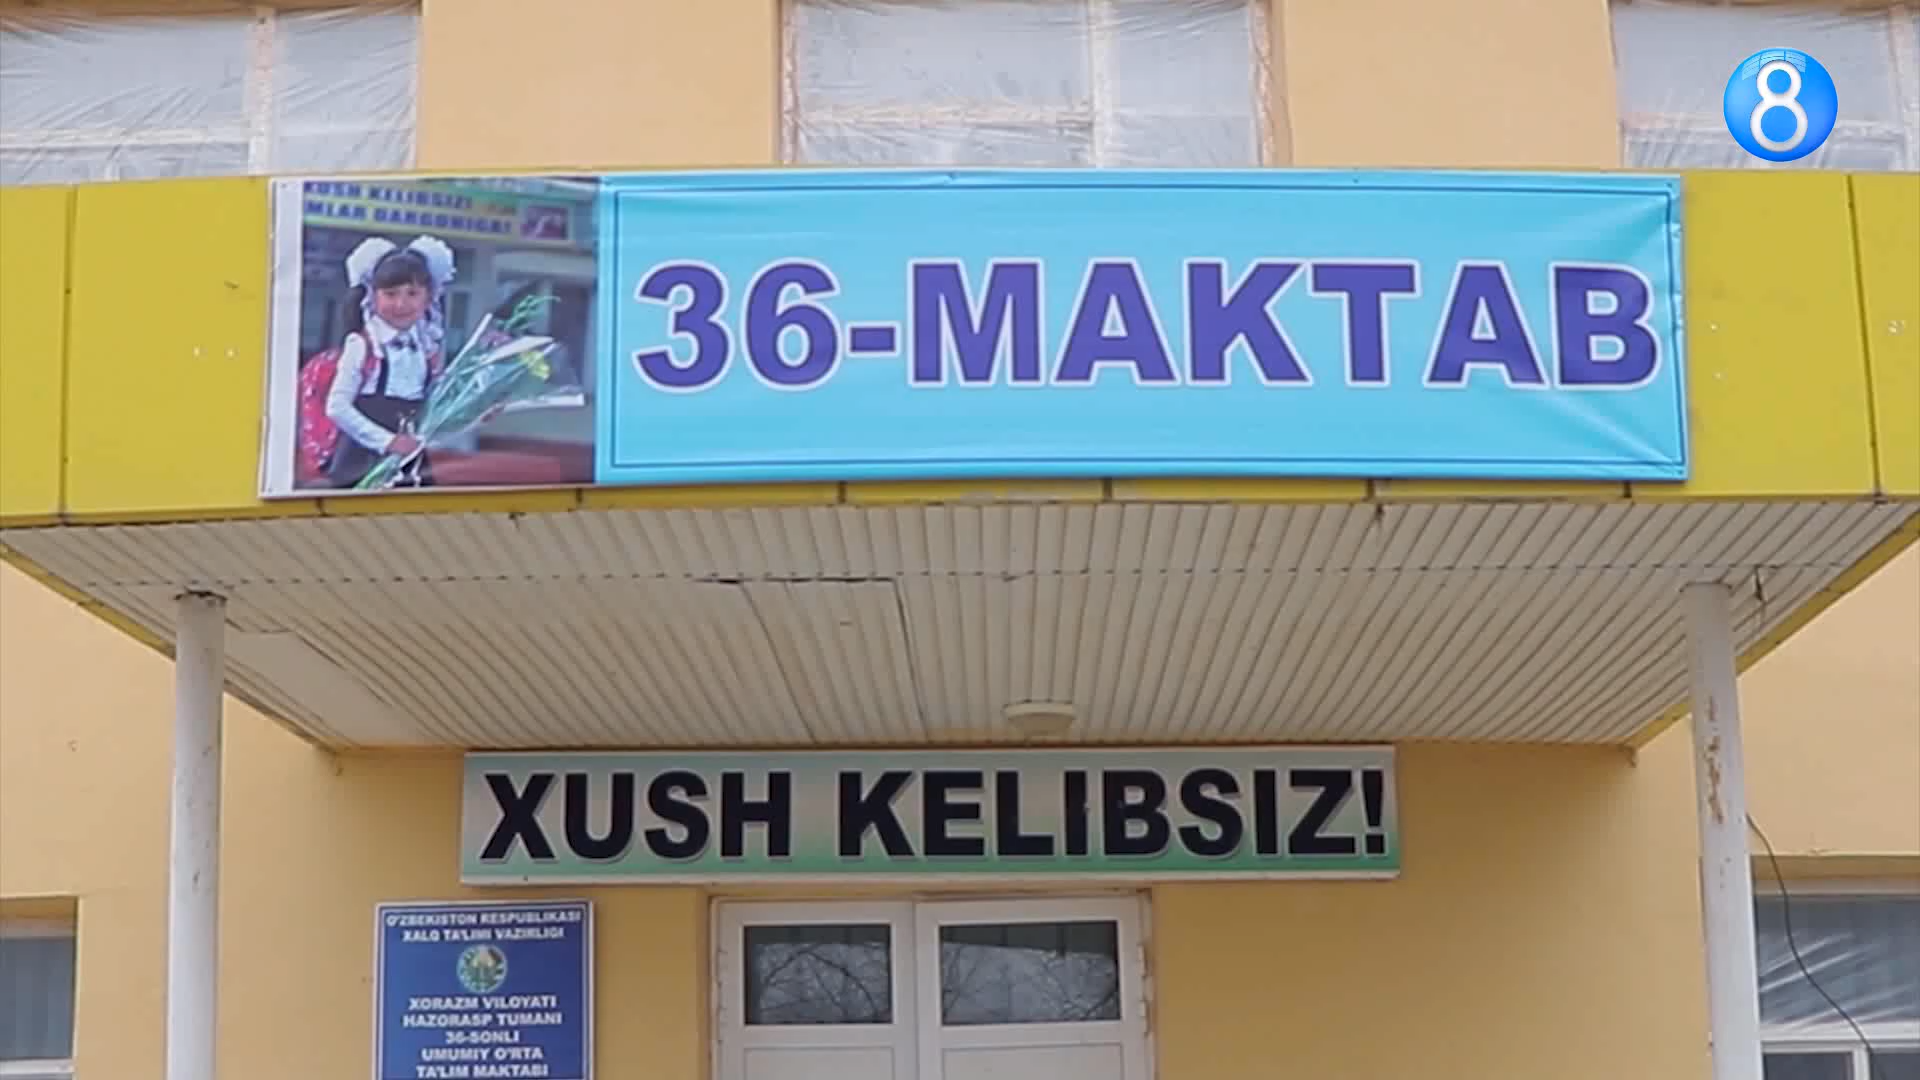 8
XUSH KELIBSIZ!
36-MAKTAB
XUSH KELIBSIZ!
O'ZBEKISTON RESPUBLIKASI
XALQ TA'LIMI VAZIRLIGI
XORAZM VILOYATI
HAZORASP TUMANI
36-SONLI
UMUMIY O'RTA
TA'LIM MAKTABI